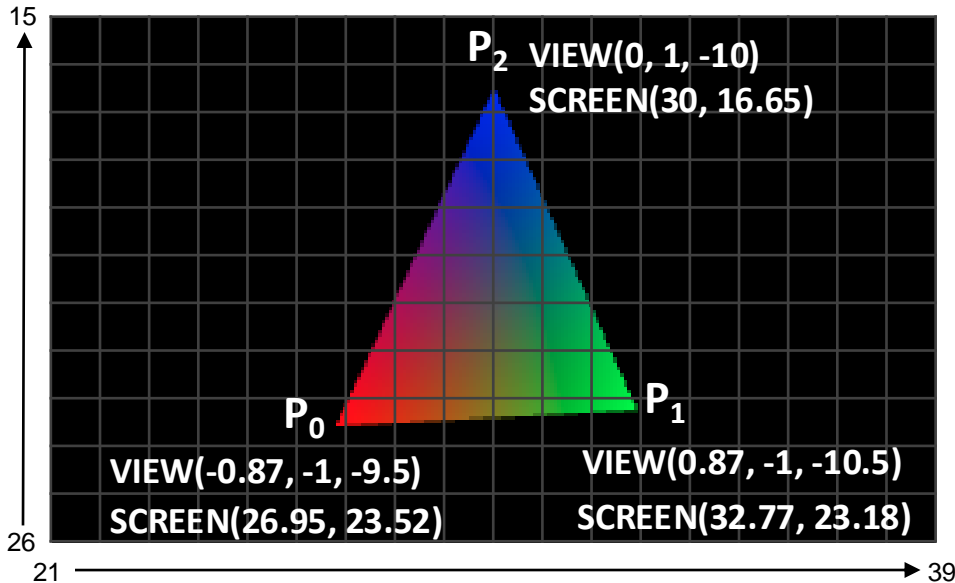 15
P2 VIEW(0, 1, -10)
SCREEN(30, 16.65)
P0
P1
VIEW(-0.87, -1, -9.5)
SCREEN(26.95, 23.52)
VIEW(0.87, -1, -10.5)
SCREEN(32.77, 23.18)
26
21
39